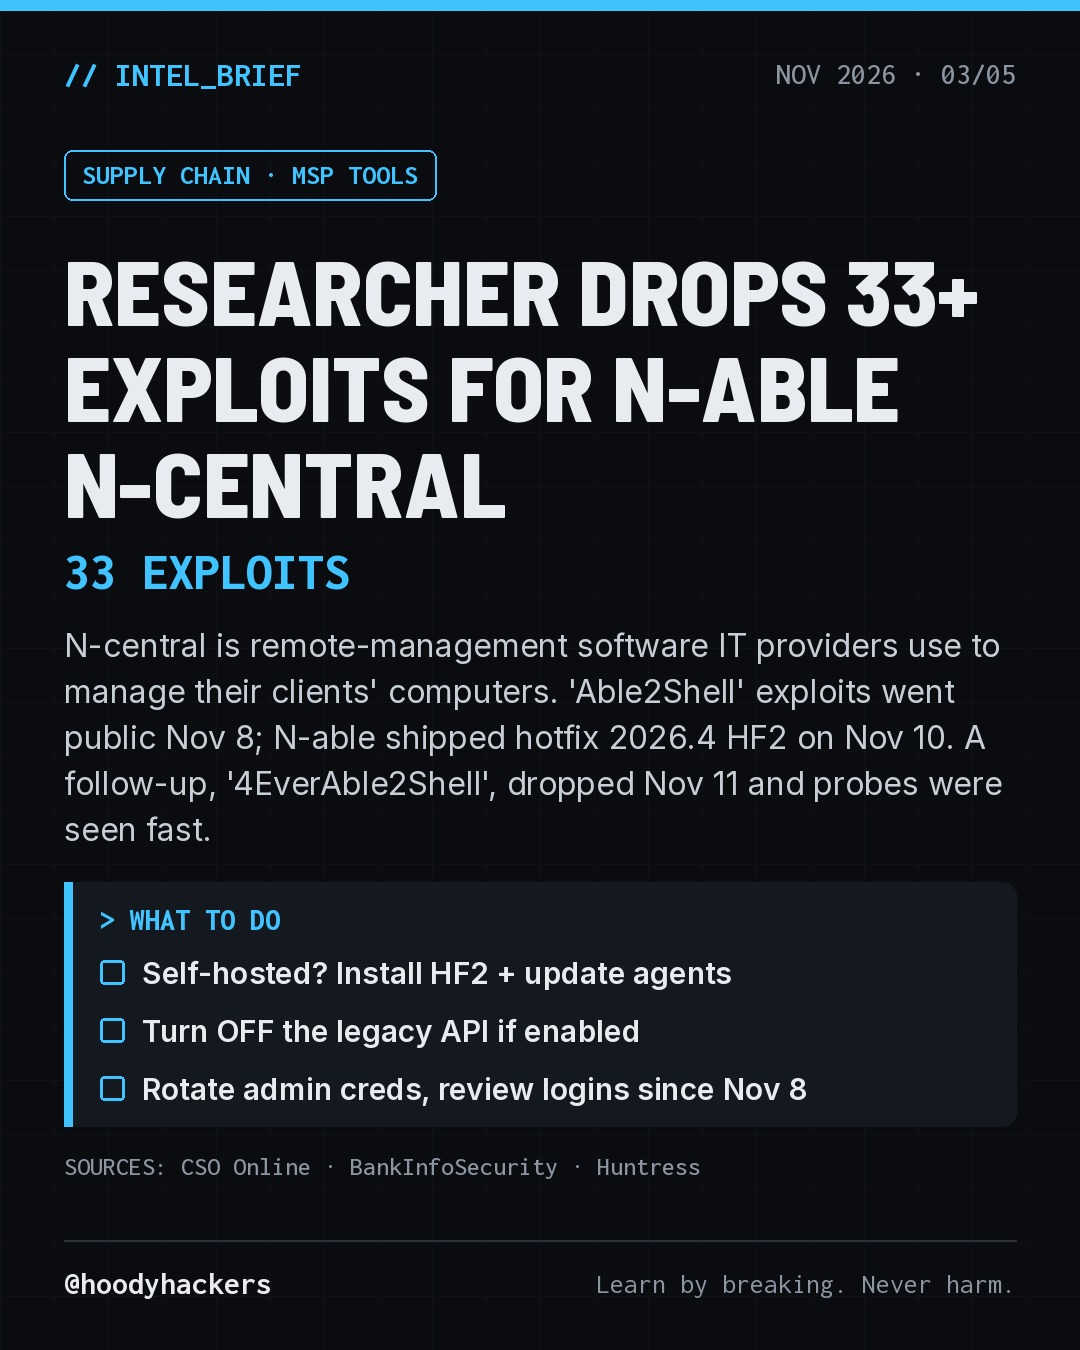 // INTEL_BRIEF
NOV 2026 · 03/05
SUPPLY CHAIN · MSP TOOLS
RESEARCHER DROPS 33+
EXPLOITS FOR N-ABLE
N-CENTRAL
33 EXPLOITS
N-central is remote-management software IT providers use to
manage their clients' computers. 'Able2Shell' exploits went
public Nov 8; N-able shipped hotfix 2026.4 HF2 on Nov 10. A
follow-up, '4EverAble2Shell', dropped Nov 11 and probes were
seen fast.
> WHAT TO DO
Self-hosted? Install HF2 + update agents
Turn OFF the legacy API if enabled
Rotate admin creds, review logins since Nov 8
SOURCES: CSO Online · BankInfoSecurity · Huntress
@hoodyhackers
Learn by breaking. Never harm.